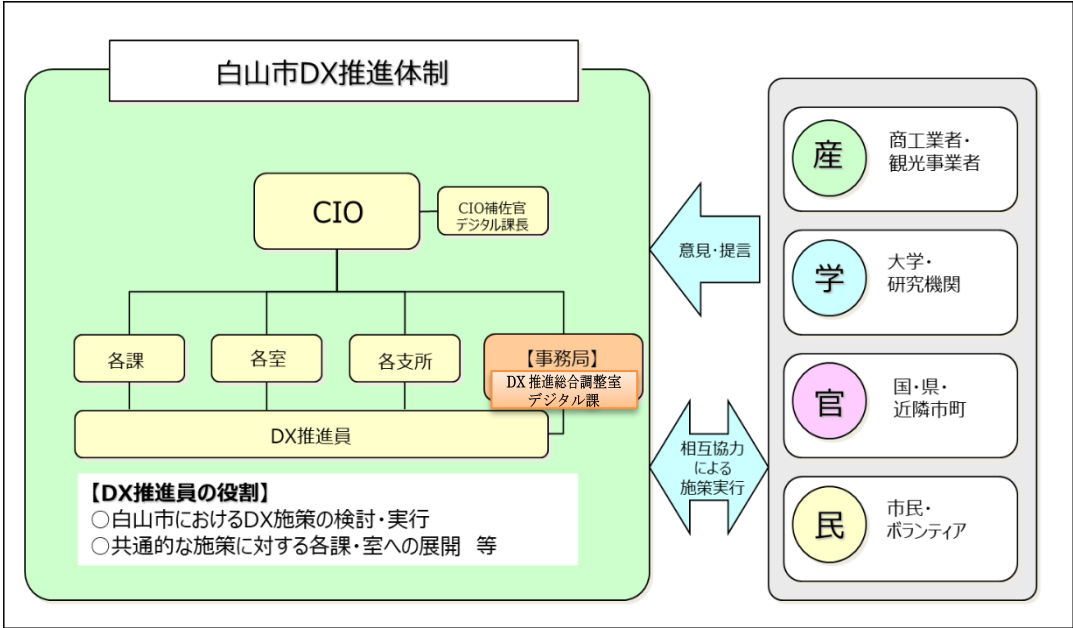 白山市DX推進体制
CIO
CIO補佐官
デジタル課長
各課
各室
各支所
【事務局】
DX推進総合調整室
デジタル課
DX推進員
【DX推進員の役割】
○白山市におけるDX施策の検討・実行
○共通的な施策に対する各課・室への展開　等
意見・提言
相互協力
による
施策実行
産
商工業者・
観光事業者
学
大学・
研究機関
官
国・県・
近隣市町
民
市民・
ボランティア